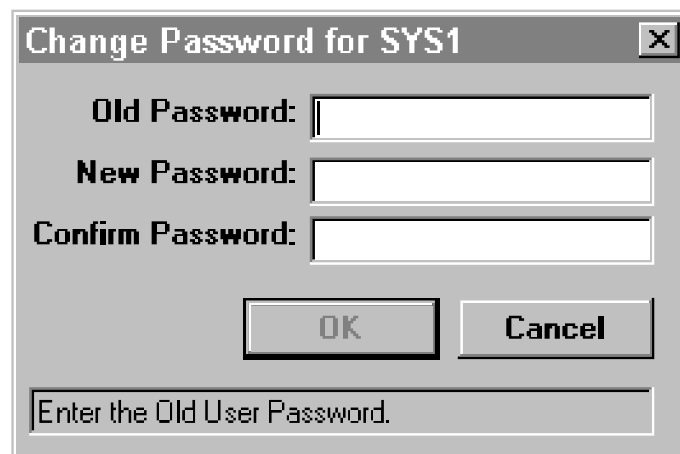 Change Password for SYS1
Old Password:
New Password:
Confirm Password:
OK Cancel
Enter the Old User Password.